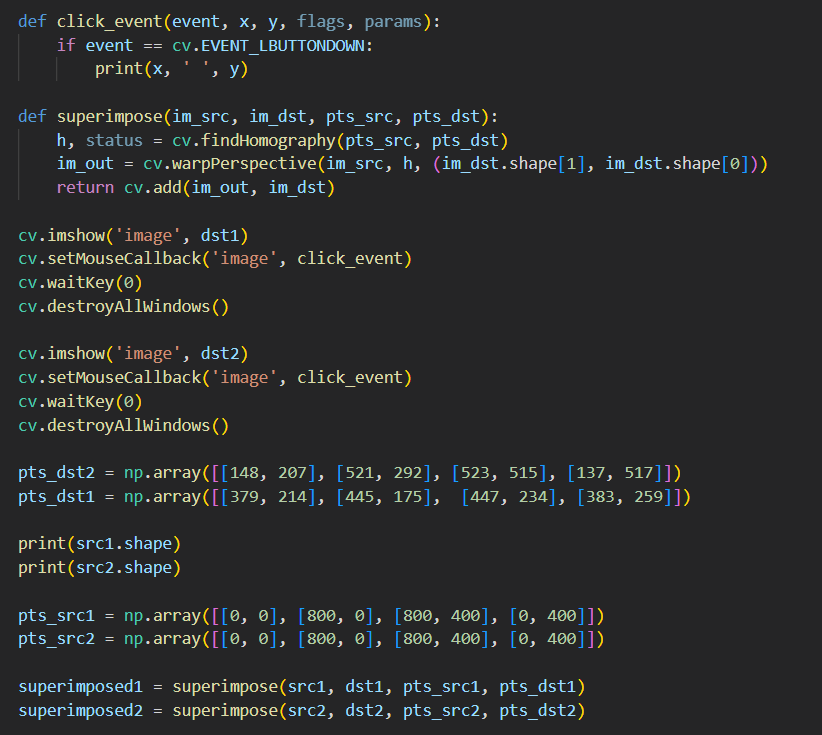 def click_event(event, x, y, flags, params):
    if event == cv.EVENT_LBUTTONDOWN:
        print(x, ' ', y)

def superimpose(im_src, im_dst, pts_src, pts_dst):
    h, status = cv.findHomography(pts_src, pts_dst)
    im_out = cv.warpPerspective(im_src, h, (im_dst.shape[1], im_dst.shape[0]))
    return cv.add(im_out, im_dst)

cv.imshow('image', dst1)
cv.setMouseCallback('image', click_event)
cv.waitKey(0)
cv.destroyAllWindows()

cv.imshow('image', dst2)
cv.setMouseCallback('image', click_event)
cv.waitKey(0)
cv.destroyAllWindows()

pts_dst2 = np.array([[148, 207], [521, 292], [523, 515], [137, 517]])
pts_dst1 = np.array([[379, 214], [445, 175],  [447, 234], [383, 259]])

print(src1.shape)
print(src2.shape)

pts_src1 = np.array([[0, 0], [800, 0], [800, 400], [0, 400]])
pts_src2 = np.array([[0, 0], [800, 0], [800, 400], [0, 400]])

superimposed1 = superimpose(src1, dst1, pts_src1, pts_dst1)
superimposed2 = superimpose(src2, dst2, pts_src2, pts_dst2)